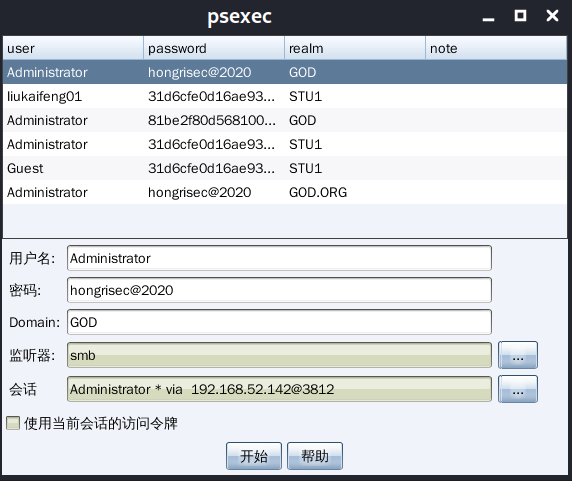 psexec
user password realm note
Administrator hongrisec@2020 GOD
liukaifeng01 31d6cfe0d16ae93... STU1
Administrator 81be2f80d568100... GOD
Administrator 31d6cfe0d16ae93... STU1
Guest 31d6cfe0d16ae93... STU1
Administrator hongrisec@2020 GOD.ORG
用户名: Administrator
密码: hongrisec@2020
Domain: GOD
监听器: smb ...
会话 Administrator * via 192.168.52.142@3812 ...
使用当前会话的访问令牌
开始 帮助